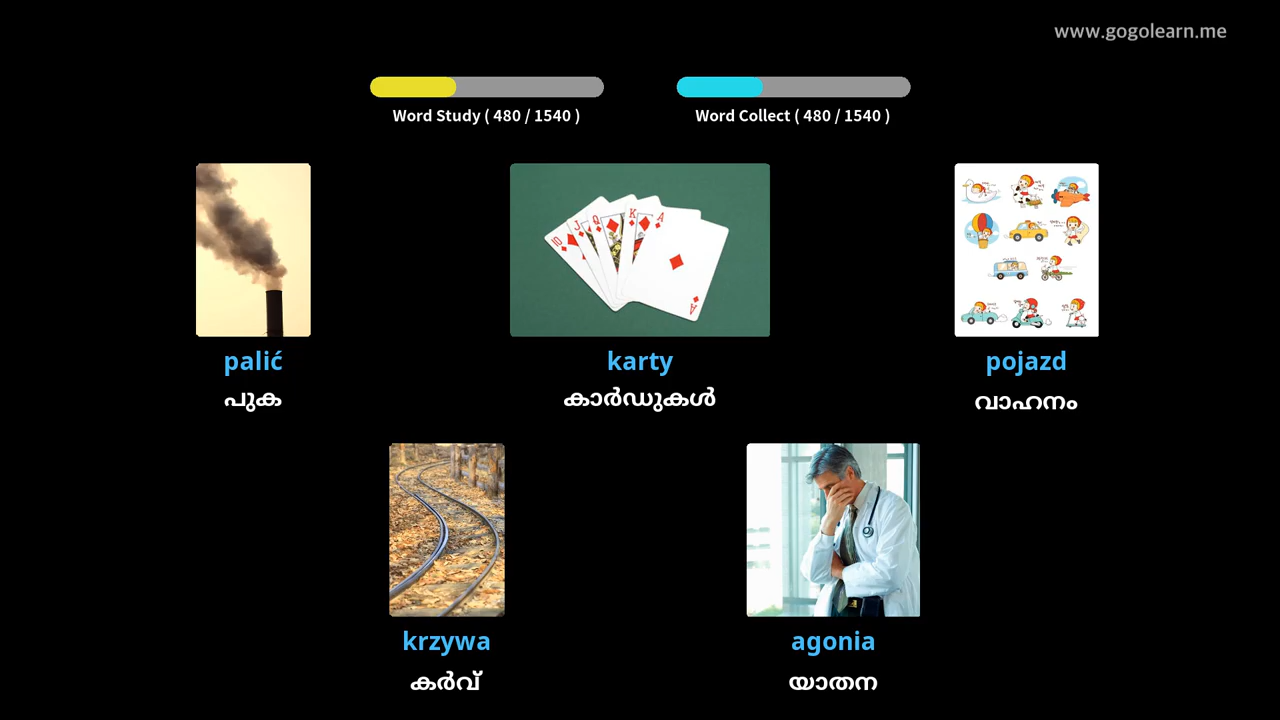 www.gogolearn.me
Word Study ( 480 / 1540 )
Word Collect ( 480 / 1540 )
palić
പുക
karty
കാർഡുകൾ
pojazd
വാഹനം
krzywa
കർവ്
agonia
യാതന